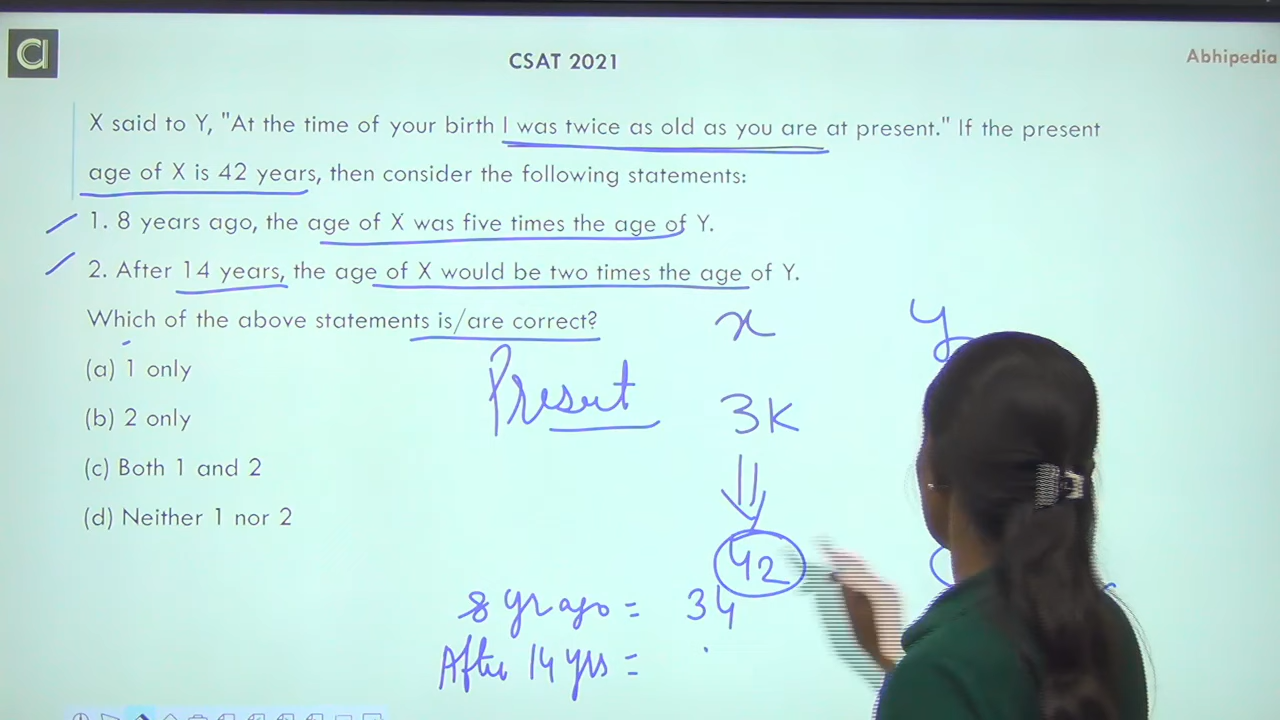 CSAT 2021
Abhipedia
X said to Y, "At the time of your birth I was twice as old as you are at present." If the present
age of X is 42 years, then consider the following statements:
1. 8 years ago, the age of X was five times the age of Y.
2. After 14 years, the age of X would be two times the age of Y.
Which of the above statements is/are correct?
(a) 1 only
(b) 2 only
(c) Both 1 and 2
(d) Neither 1 nor 2
x y
Present 3K
42
8 yr ago = 34
After 14 yrs =